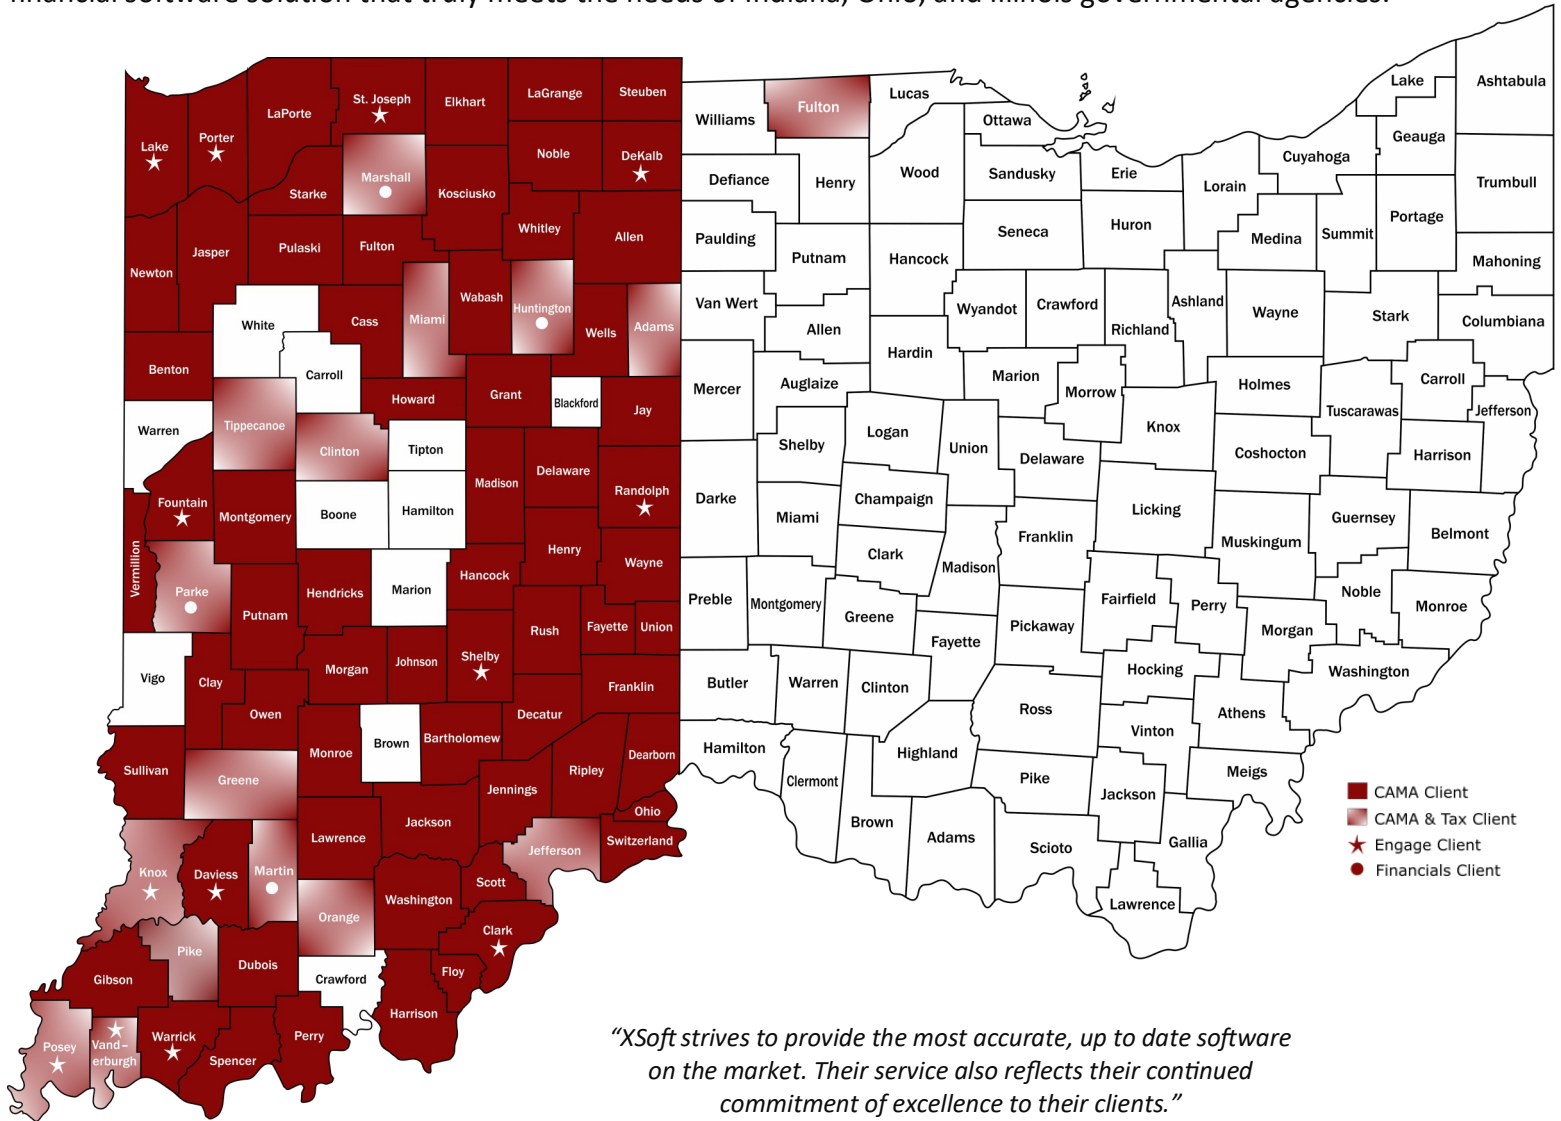 financial software solution that truly meets the needs of Indiana, Ohio, and Illinois governmental agencies.
Lake
Porter
LaPorte
St. Joseph
Elkhart
LaGrange
Steuben
Noble
DeKalb
Starke
Marshall
Kosciusko
Whitley
Allen
Newton
Jasper
Pulaski
Fulton
Miami
Wabash
Huntington
Wells
Adams
White
Cass
Carroll
Benton
Howard
Grant
Blackford
Jay
Warren
Tippecanoe
Clinton
Tipton
Madison
Delaware
Randolph
Fountain
Montgomery
Boone
Hamilton
Vermillion
Parke
Putnam
Hendricks
Marion
Hancock
Henry
Wayne
Rush
Fayette
Union
Vigo
Clay
Owen
Morgan
Johnson
Shelby
Franklin
Decatur
Sullivan
Greene
Monroe
Brown
Bartholomew
Jennings
Ripley
Dearborn
Ohio
Switzerland
Knox
Daviess
Martin
Lawrence
Jackson
Jefferson
Scott
Orange
Washington
Clark
Pike
Gibson
Dubois
Crawford
Floy
Harrison
Posey
Vand-
erburgh
Warrick
Spencer
Perry
Williams
Fulton
Lucas
Ottawa
Lake
Ashtabula
Geauga
Cuyahoga
Defiance
Henry
Wood
Sandusky
Erie
Lorain
Trumbull
Portage
Summit
Medina
Huron
Seneca
Paulding
Putnam
Hancock
Mahoning
Van Wert
Allen
Wyandot
Crawford
Richland
Ashland
Wayne
Stark
Columbiana
Hardin
Mercer
Auglaize
Marion
Morrow
Holmes
Tuscarawas
Carroll
Jefferson
Knox
Logan
Shelby
Union
Delaware
Coshocton
Harrison
Darke
Miami
Champaign
Licking
Franklin
Guernsey
Belmont
Muskingum
Clark
Madison
Preble
Montgomery
Greene
Fayette
Pickaway
Fairfield
Perry
Noble
Monroe
Morgan
Hocking
Washington
Butler
Warren
Clinton
Ross
Vinton
Athens
Hamilton
Clermont
Highland
Pike
Jackson
Meigs
Brown
Adams
Scioto
Gallia
Lawrence
CAMA Client
CAMA & Tax Client
Engage Client
Financials Client
“XSoft strives to provide the most accurate, up to date software
on the market. Their service also reflects their continued
commitment of excellence to their clients.”